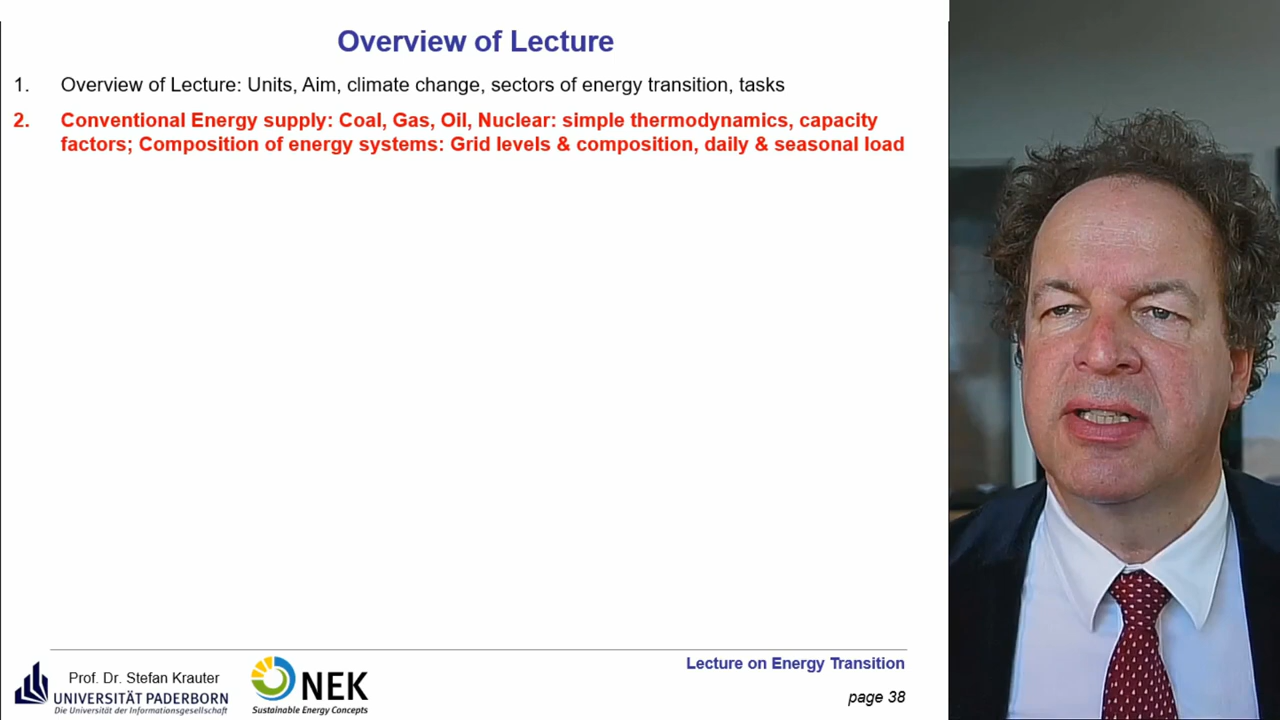 Overview of Lecture
1. Overview of Lecture: Units, Aim, climate change, sectors of energy transition, tasks
2. Conventional Energy supply: Coal, Gas, Oil, Nuclear: simple thermodynamics, capacity
factors; Composition of energy systems: Grid levels & composition, daily & seasonal load
Prof. Dr. Stefan Krauter
UNIVERSITÄT PADERBORN
Die Universität der Informationsgesellschaft
NEK
Sustainable Energy Concepts
Lecture on Energy Transition
page 38